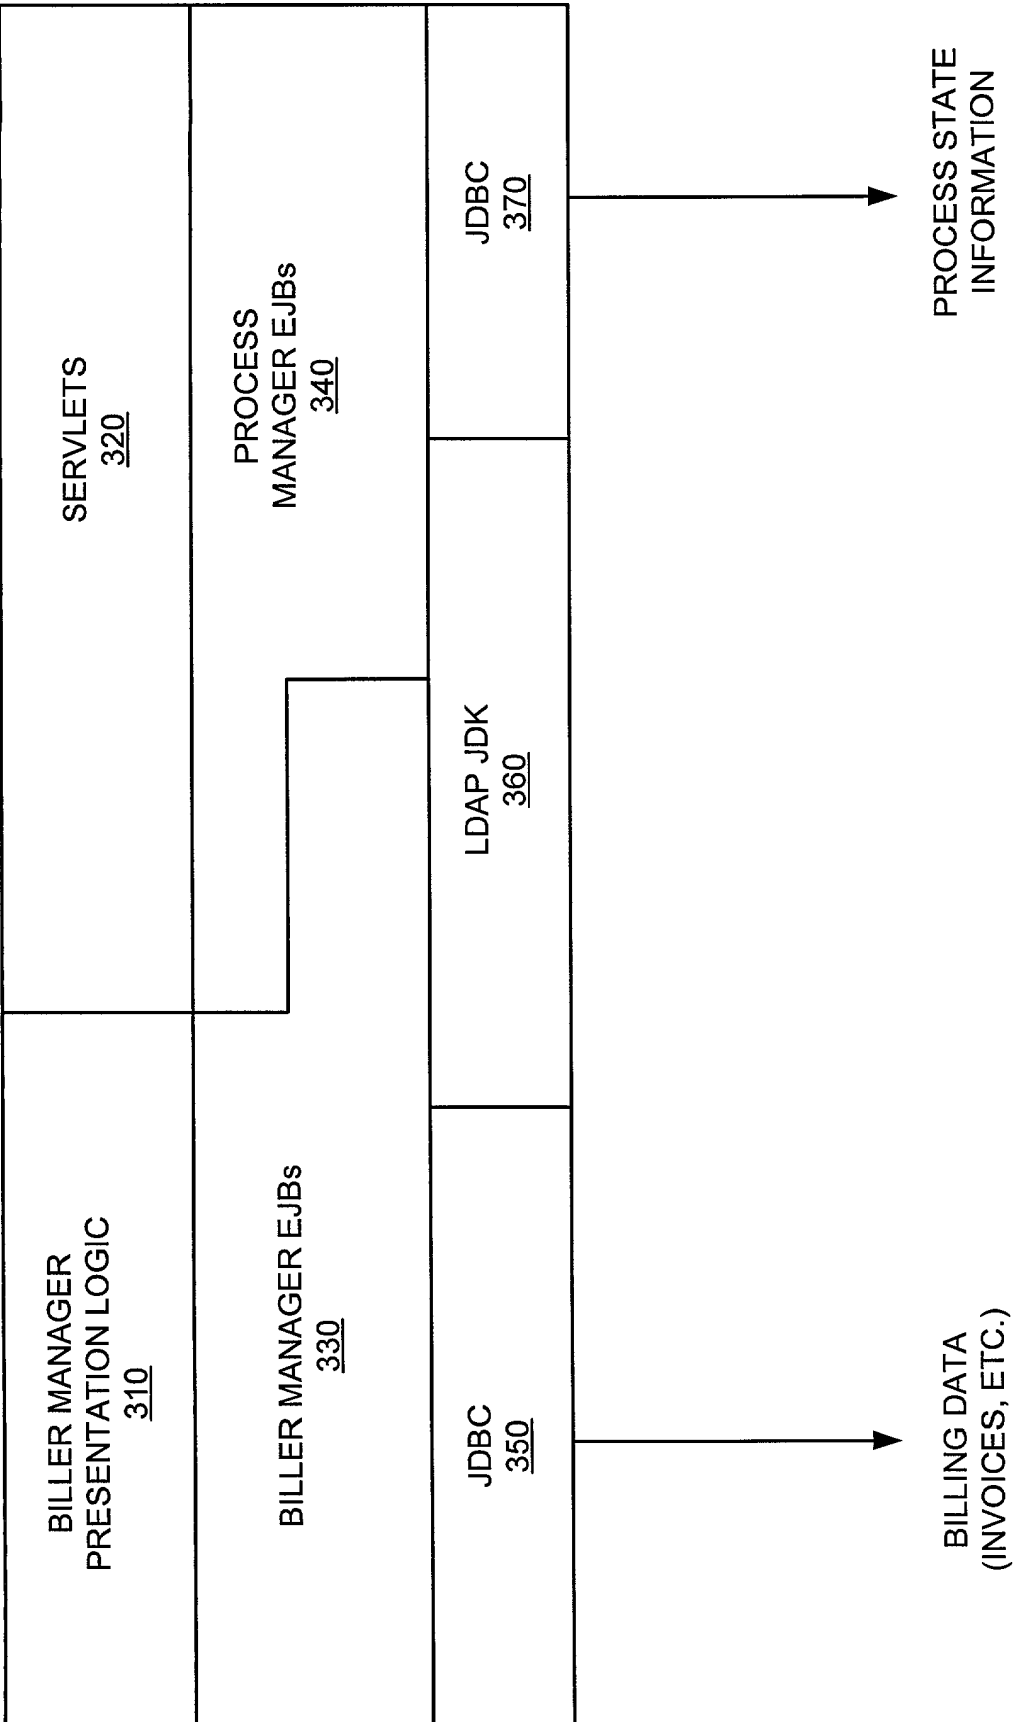 BILLER MANAGER
PRESENTATION LOGIC
310
SERVLETS
320
BILLER MANAGER EJBs
330
PROCESS
MANAGER EJBs
340
JDBC
350
LDAP JDK
360
JDBC
370
BILLING DATA
(INVOICES, ETC.)
PROCESS STATE
INFORMATION